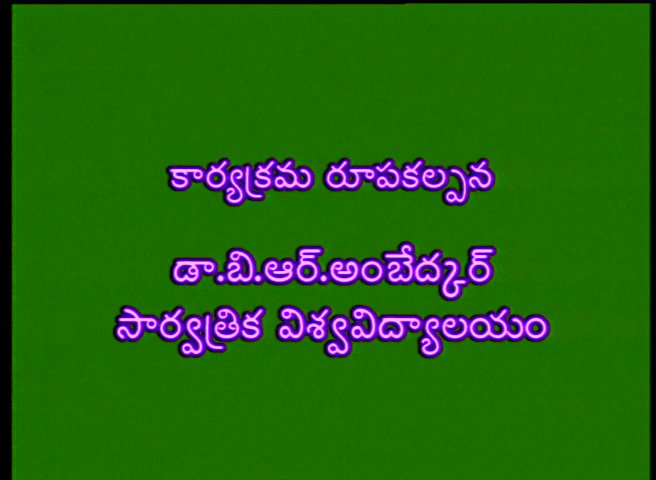 కార్యక్రమ రూపకల్పన
డా.బి.ఆర్.అంబేద్కర్
సార్వత్రిక విశ్వవిద్యాలయం